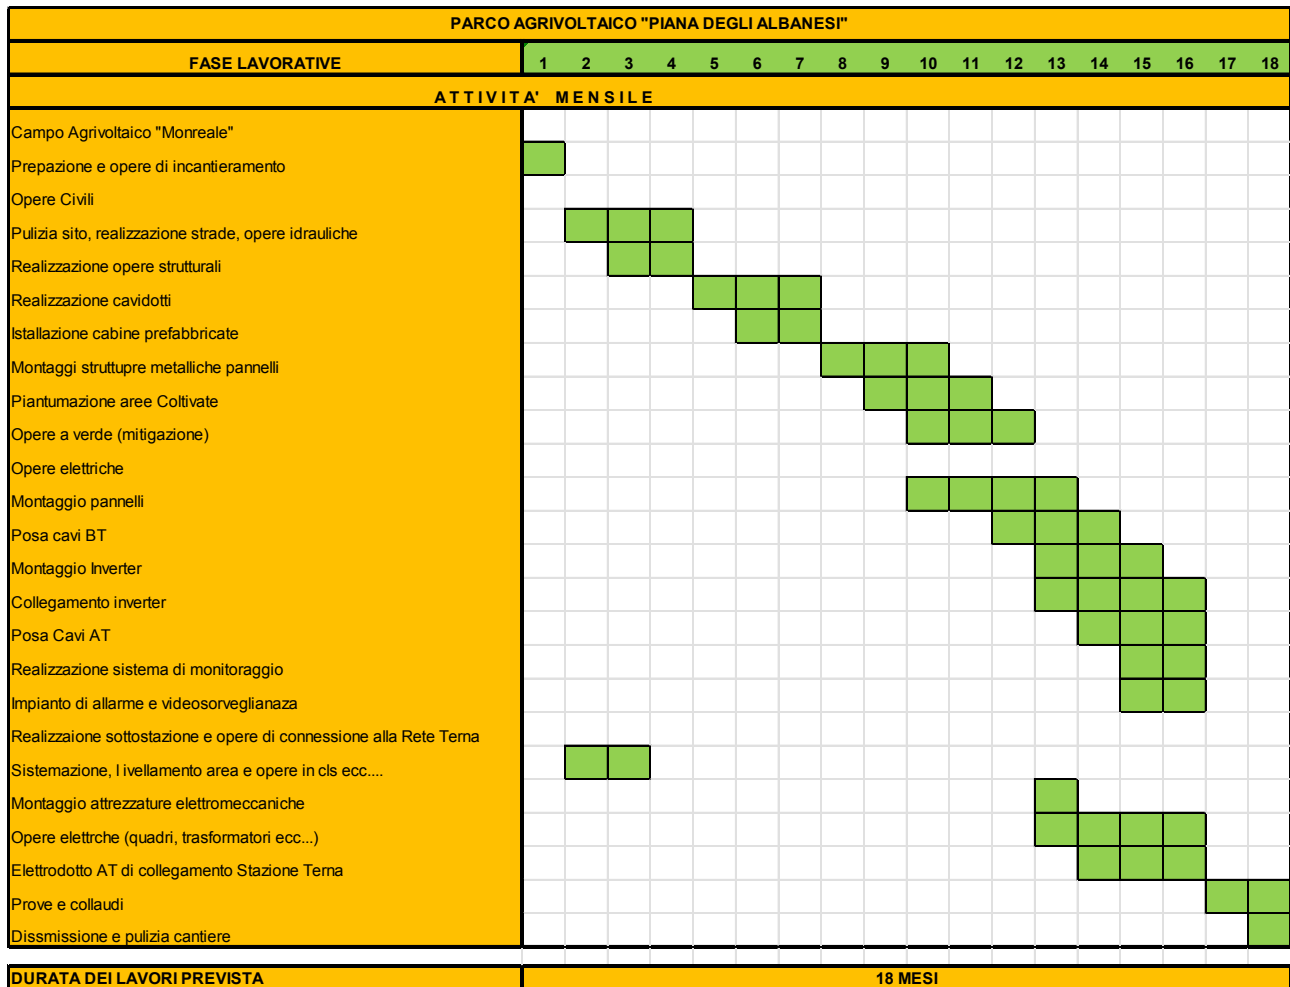 PARCO AGRIVOLTAICO "PIANA DEGLI ALBANESI"
FASE LAVORATIVE 1 2 3 4 5 6 7 8 9 10 11 12 13 14 15 16 17 18
ATTIVITA' MENSILE
Campo Agrivoltaico "Monreale"
Prepazione e opere di incantieramento
Opere Civili
Pulizia sito, realizzazione strade, opere idrauliche
Realizzazione opere strutturali
Realizzazione cavidotti
Istallazione cabine prefabbricate
Montaggi struttupre metalliche pannelli
Piantumazione aree Coltivate
Opere a verde (mitigazione)
Opere elettriche
Montaggio pannelli
Posa cavi BT
Montaggio Inverter
Collegamento inverter
Posa Cavi AT
Realizzazione sistema di monitoraggio
Impianto di allarme e videosorveglianaza
Realizzaione sottostazione e opere di connessione alla Rete Terna
Sistemazione, l ivellamento area e opere in cls ecc....
Montaggio attrezzature elettromeccaniche
Opere elettrche (quadri, trasformatori ecc...)
Elettrodotto AT di collegamento Stazione Terna
Prove e collaudi
Dissmissione e pulizia cantiere
DURATA DEI LAVORI PREVISTA 18 MESI